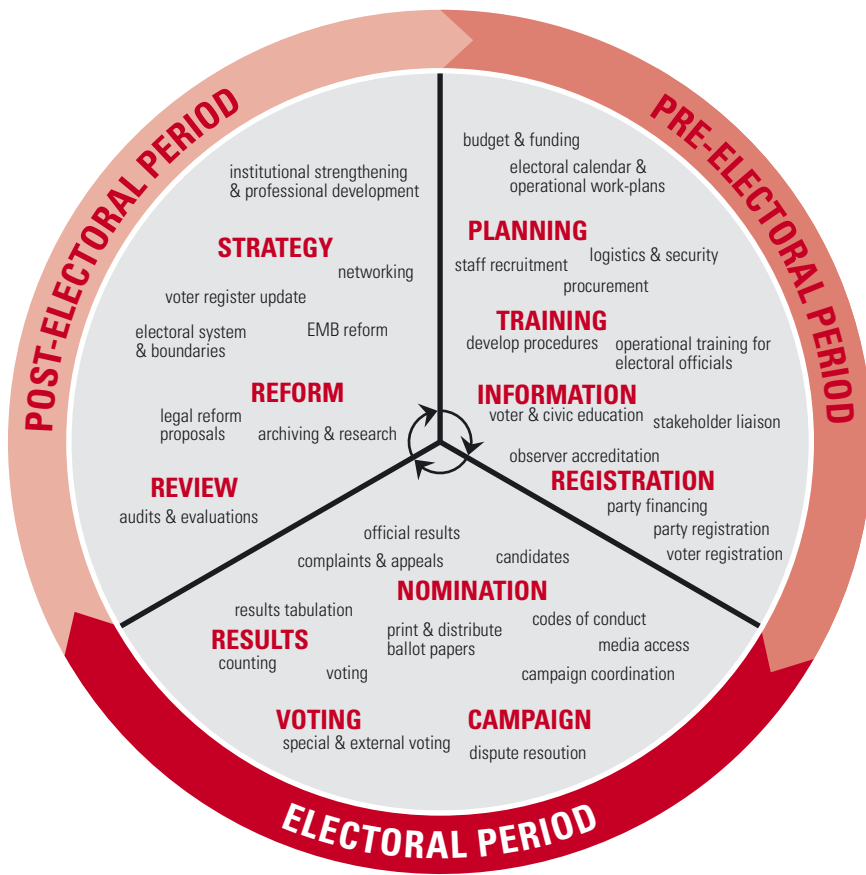 POST-ELECTORAL PERIOD
institutional strengthening
& professional development
STRATEGY
networking
voter register update
electoral system
& boundaries
EMB reform
REFORM
legal reform
proposals
archiving & research
REVIEW
audits & evaluations
PRE-ELECTORAL PERIOD
budget & funding
electoral calendar &
operational work-plans
PLANNING
logistics & security
staff recruitment
procurement
TRAINING
develop procedures
operational training for
electoral officials
INFORMATION
voter & civic education
stakeholder liaison
observer accreditation
REGISTRATION
party financing
party registration
voter registration
official results
complaints & appeals
candidates
NOMINATION
results tabulation
print & distribute
ballot papers
codes of conduct
RESULTS
media access
counting
voting
campaign coordination
VOTING
CAMPAIGN
special & external voting
dispute resoution
ELECTORAL PERIOD